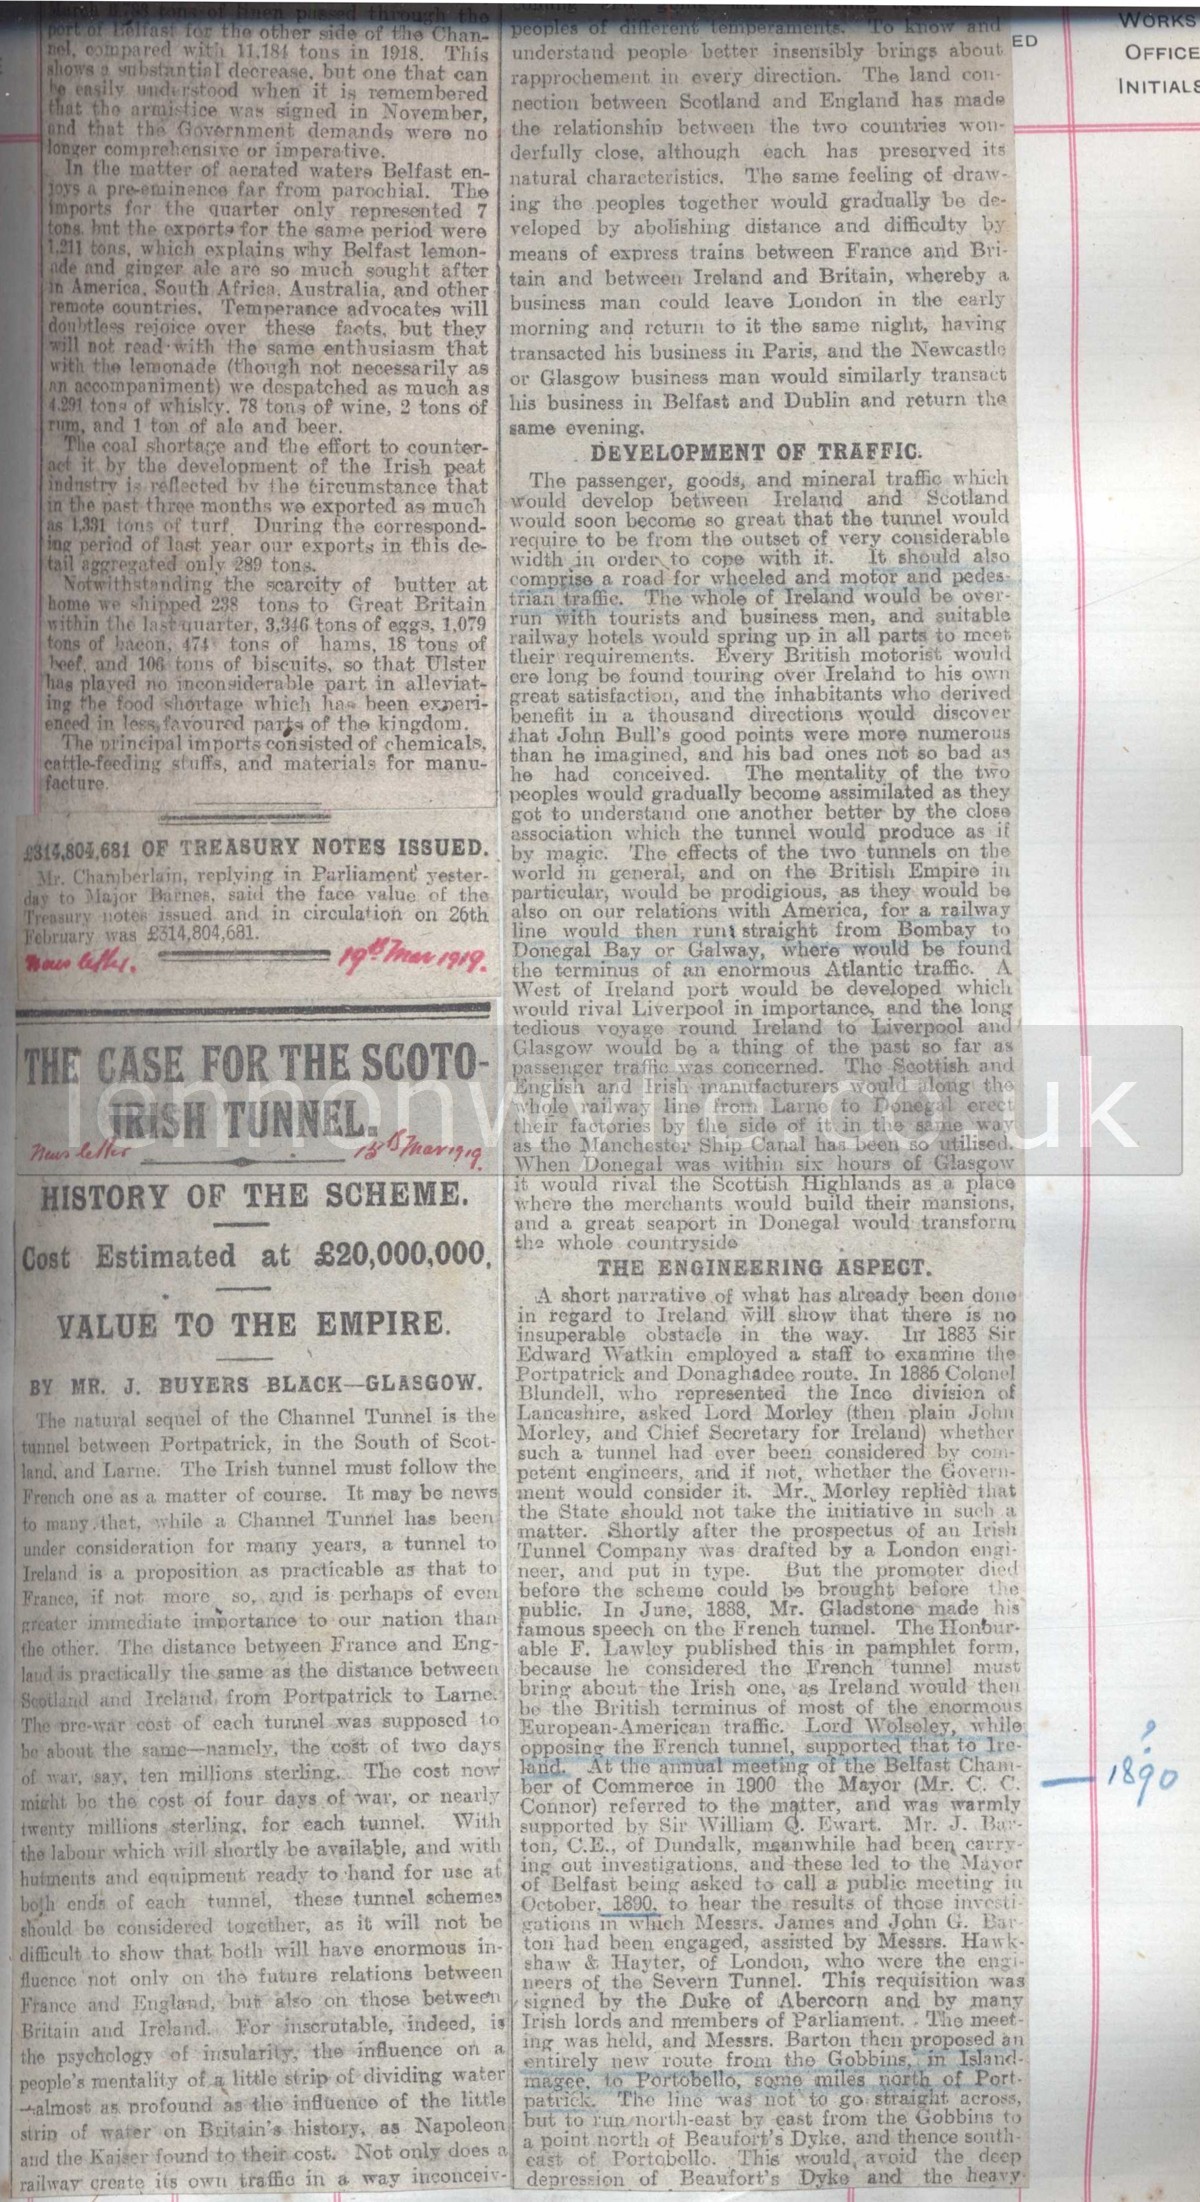 March 2,788 tons of linen passed through the
port of Belfast for the other side of the Chan-
nel, compared with 11,184 tons in 1918. This
shows a substantial decrease, but one that can
be easily understood when it is remembered
that the armistice was signed in November,
and that the Government demands were no
longer comprehensive or imperative.
In the matter of aerated waters Belfast en-
joys a pre-eminence far from parochial. The
imports for the quarter only represented 7
tons, but the exports for the same period were
1,211 tons, which explains why Belfast lemon-
ade and ginger ale are so much sought after
in America, South Africa, Australia, and other
remote countries. Temperance advocates will
doubtless rejoice over these facts, but they
will not read with the same enthusiasm that
with the lemonade (though not necessarily as
an accompaniment) we despatched as much as
4,291 tons of whisky, 78 tons of wine, 2 tons of
rum, and 1 ton of ale and beer.
The coal shortage and the effort to counter-
act it by the development of the Irish peat
industry is reflected by the circumstance that
in the past three months we exported as much
as 1,331 tons of turf. During the correspond-
ing period of last year our exports in this de-
tail aggregated only 289 tons.
Notwithstanding the scarcity of butter at
home we shipped 238 tons to Great Britain
within the last quarter, 3,346 tons of eggs, 1,079
tons of bacon, 474 tons of hams, 18 tons of
beef, and 106 tons of biscuits, so that Ulster
has played no inconsiderable part in alleviat-
ing the food shortage which has been experi-
enced in less favoured parts of the kingdom.
The principal imports consisted of chemicals,
cattle-feeding stuffs, and materials for manu-
facture.
£314,804,681 OF TREASURY NOTES ISSUED.
Mr. Chamberlain, replying in Parliament yester-
day to Major Barnes, said the face value of the
Treasury notes issued and in circulation on 26th
February was £314,804,681.
News letter. 19th Mar 1919.
THE CASE FOR THE SCOTO-
IRISH TUNNEL.
News letter 18th Mar 1919.
HISTORY OF THE SCHEME.
Cost Estimated at £20,000,000.
VALUE TO THE EMPIRE.
BY MR. J. BUYERS BLACK—GLASGOW.
The natural sequel of the Channel Tunnel is the
tunnel between Portpatrick, in the South of Scot-
land, and Larne. The Irish tunnel must follow the
French one as a matter of course. It may be news
to many that, while a Channel Tunnel has been
under consideration for many years, a tunnel to
Ireland is a proposition as practicable as that to
France, if not more so, and is perhaps of even
greater immediate importance to our nation than
the other. The distance between France and Eng-
land is practically the same as the distance between
Scotland and Ireland, from Portpatrick to Larne.
The pre-war cost of each tunnel was supposed to
be about the same—namely, the cost of two days
of war, say, ten millions sterling. The cost now
might be the cost of four days of war, or nearly
twenty millions sterling, for each tunnel. With
the labour which will shortly be available, and with
hutments and equipment ready to hand for use at
both ends of each tunnel, these tunnel schemes
should be considered together, as it will not be
difficult to show that both will have enormous in-
fluence not only on the future relations between
France and England, but also on those between
Britain and Ireland. For inscrutable, indeed, is
the psychology of insularity, the influence on a
people's mentality of a little strip of dividing water
—almost as profound as the influence of the little
strip of water on Britain's history, as Napoleon
and the Kaiser found to their cost. Not only does a
railway create its own traffic in a way inconceiv-
peoples of different temperaments. To know and
understand people better insensibly brings about
rapprochement in every direction. The land con-
nection between Scotland and England has made
the relationship between the two countries won-
derfully close, although each has preserved its
natural characteristics. The same feeling of draw-
ing the peoples together would gradually be de-
veloped by abolishing distance and difficulty by
means of express trains between France and Bri-
tain and between Ireland and Britain, whereby a
business man could leave London in the early
morning and return to it the same night, having
transacted his business in Paris, and the Newcastle
or Glasgow business man would similarly transact
his business in Belfast and Dublin and return the
same evening.
DEVELOPMENT OF TRAFFIC.
The passenger, goods, and mineral traffic which
would develop between Ireland and Scotland
would soon become so great that the tunnel would
require to be from the outset of very considerable
width in order to cope with it. It should also
comprise a road for wheeled and motor and pedes-
trian traffic. The whole of Ireland would be over-
run with tourists and business men, and suitable
railway hotels would spring up in all parts to meet
their requirements. Every British motorist would
ere long be found touring over Ireland to his own
great satisfaction, and the inhabitants who derived
benefit in a thousand directions would discover
that John Bull's good points were more numerous
than he imagined, and his bad ones not so bad as
he had conceived. The mentality of the two
peoples would gradually become assimilated as they
got to understand one another better by the close
association which the tunnel would produce as if
by magic. The effects of the two tunnels on the
world in general, and on the British Empire in
particular, would be prodigious, as they would be
also on our relations with America, for a railway
line would then run straight from Bombay to
Donegal Bay or Galway, where would be found
the terminus of an enormous Atlantic traffic. A
West of Ireland port would be developed which
would rival Liverpool in importance, and the long
tedious voyage round Ireland to Liverpool and
Glasgow would be a thing of the past so far as
passenger traffic was concerned. The Scottish and
English and Irish manufacturers would along the
whole railway line from Larne to Donegal erect
their factories by the side of it in the same way
as the Manchester Ship Canal has been so utilised.
When Donegal was within six hours of Glasgow
it would rival the Scottish Highlands as a place
where the merchants would build their mansions,
and a great seaport in Donegal would transform
the whole countryside
THE ENGINEERING ASPECT.
A short narrative of what has already been done
in regard to Ireland will show that there is no
insuperable obstacle in the way. In 1883 Sir
Edward Watkin employed a staff to examine the
Portpatrick and Donaghadee route. In 1886 Colonel
Blundell, who represented the Ince division of
Lancashire, asked Lord Morley (then plain John
Morley, and Chief Secretary for Ireland) whether
such a tunnel had ever been considered by com-
petent engineers, and if not, whether the Govern-
ment would consider it. Mr. Morley replied that
the State should not take the initiative in such a
matter. Shortly after the prospectus of an Irish
Tunnel Company was drafted by a London engi-
neer, and put in type. But the promoter died
before the scheme could be brought before the
public. In June, 1888, Mr. Gladstone made his
famous speech on the French tunnel. The Honour-
able F. Lawley published this in pamphlet form,
because he considered the French tunnel must
bring about the Irish one, as Ireland would then
be the British terminus of most of the enormous
European-American traffic. Lord Wolseley, while
opposing the French tunnel, supported that to Ire-
land. At the annual meeting of the Belfast Cham-
ber of Commerce in 1900 the Mayor (Mr. C. C.
Connor) referred to the matter, and was warmly
supported by Sir William Q. Ewart. Mr. J. Bar-
ton, C.E., of Dundalk, meanwhile had been carry-
ing out investigations, and these led to the Mayor
of Belfast being asked to call a public meeting in
October, 1890, to hear the results of those investi-
gations in which Messrs. James and John G. Bar-
ton had been engaged, assisted by Messrs. Hawk-
shaw & Hayter, of London, who were the engi-
neers of the Severn Tunnel. This requisition was
signed by the Duke of Abercorn and by many
Irish lords and members of Parliament. The meet-
ing was held, and Messrs. Barton then proposed an
entirely new route from the Gobbins, in Island-
magee, to Portobello, some miles north of Port-
patrick. The line was not to go straight across,
but to run north-east by east from the Gobbins to
a point north of Beaufort's Dyke, and thence south-
east of Portobello. This would avoid the deep
depression of Beaufort's Dyke and the heavy
ED
WORKS
OFFICE
INITIALS
? 1890
lennonwylie.co.uk